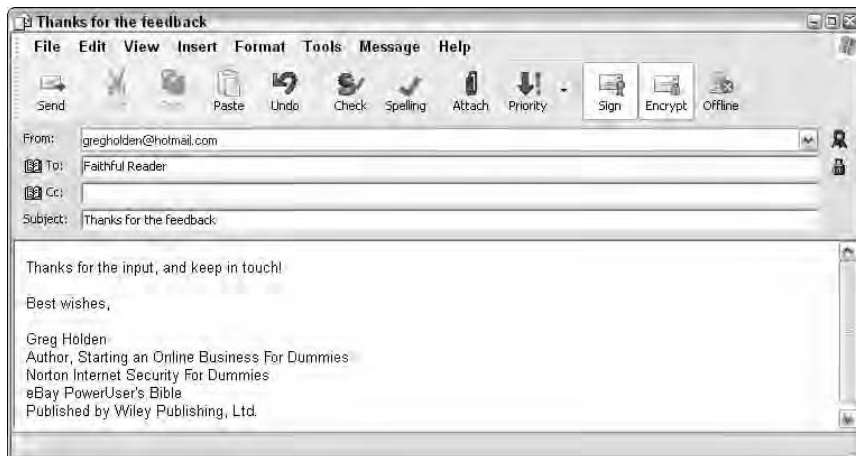 Thanks for the feedback
File Edit View Insert Format Tools Message Help
Send Paste Undo Check Spelling Attach Priority Sign Encrypt Offline
From: gregholden@hotmail.com
To: Faithful Reader
Cc:
Subject: Thanks for the feedback
Thanks for the input, and keep in touch!
Best wishes,
Greg Holden
Author, Starting an Online Business For Dummies
Norton Internet Security For Dummies
eBay PowerUser's Bible
Published by Wiley Publishing, Ltd.